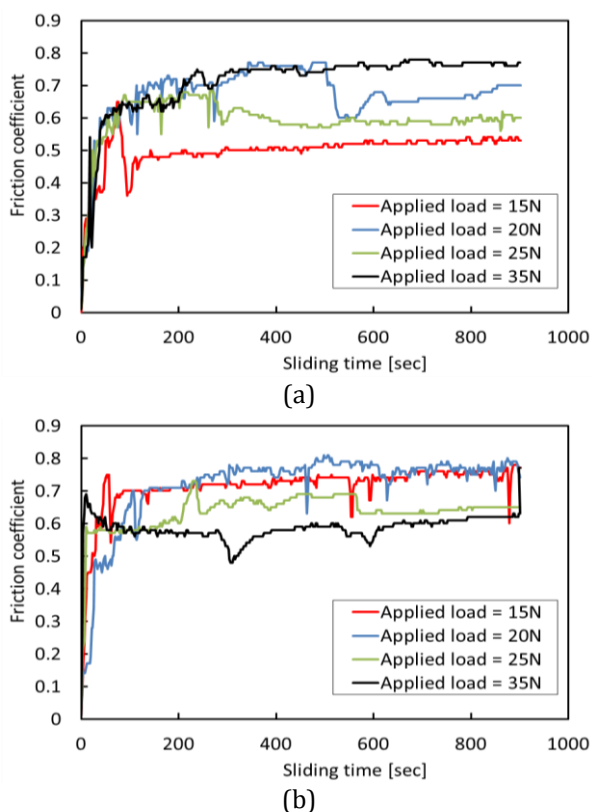 0.9
0.8
0.7
0.6
0.5
0.4
0.3
0.2
0.1
0
Friction coefficient
Applied load = 15N
Applied load = 20N
Applied load = 25N
Applied load = 35N
0 200 400 600 800 1000
Sliding time [sec]
(a)
0.9
0.8
0.7
0.6
0.5
0.4
0.3
0.2
0.1
0
Friction coefficient
Applied load = 15N
Applied load = 20N
Applied load = 25N
Applied load = 35N
0 200 400 600 800 1000
Sliding time [sec]
(b)